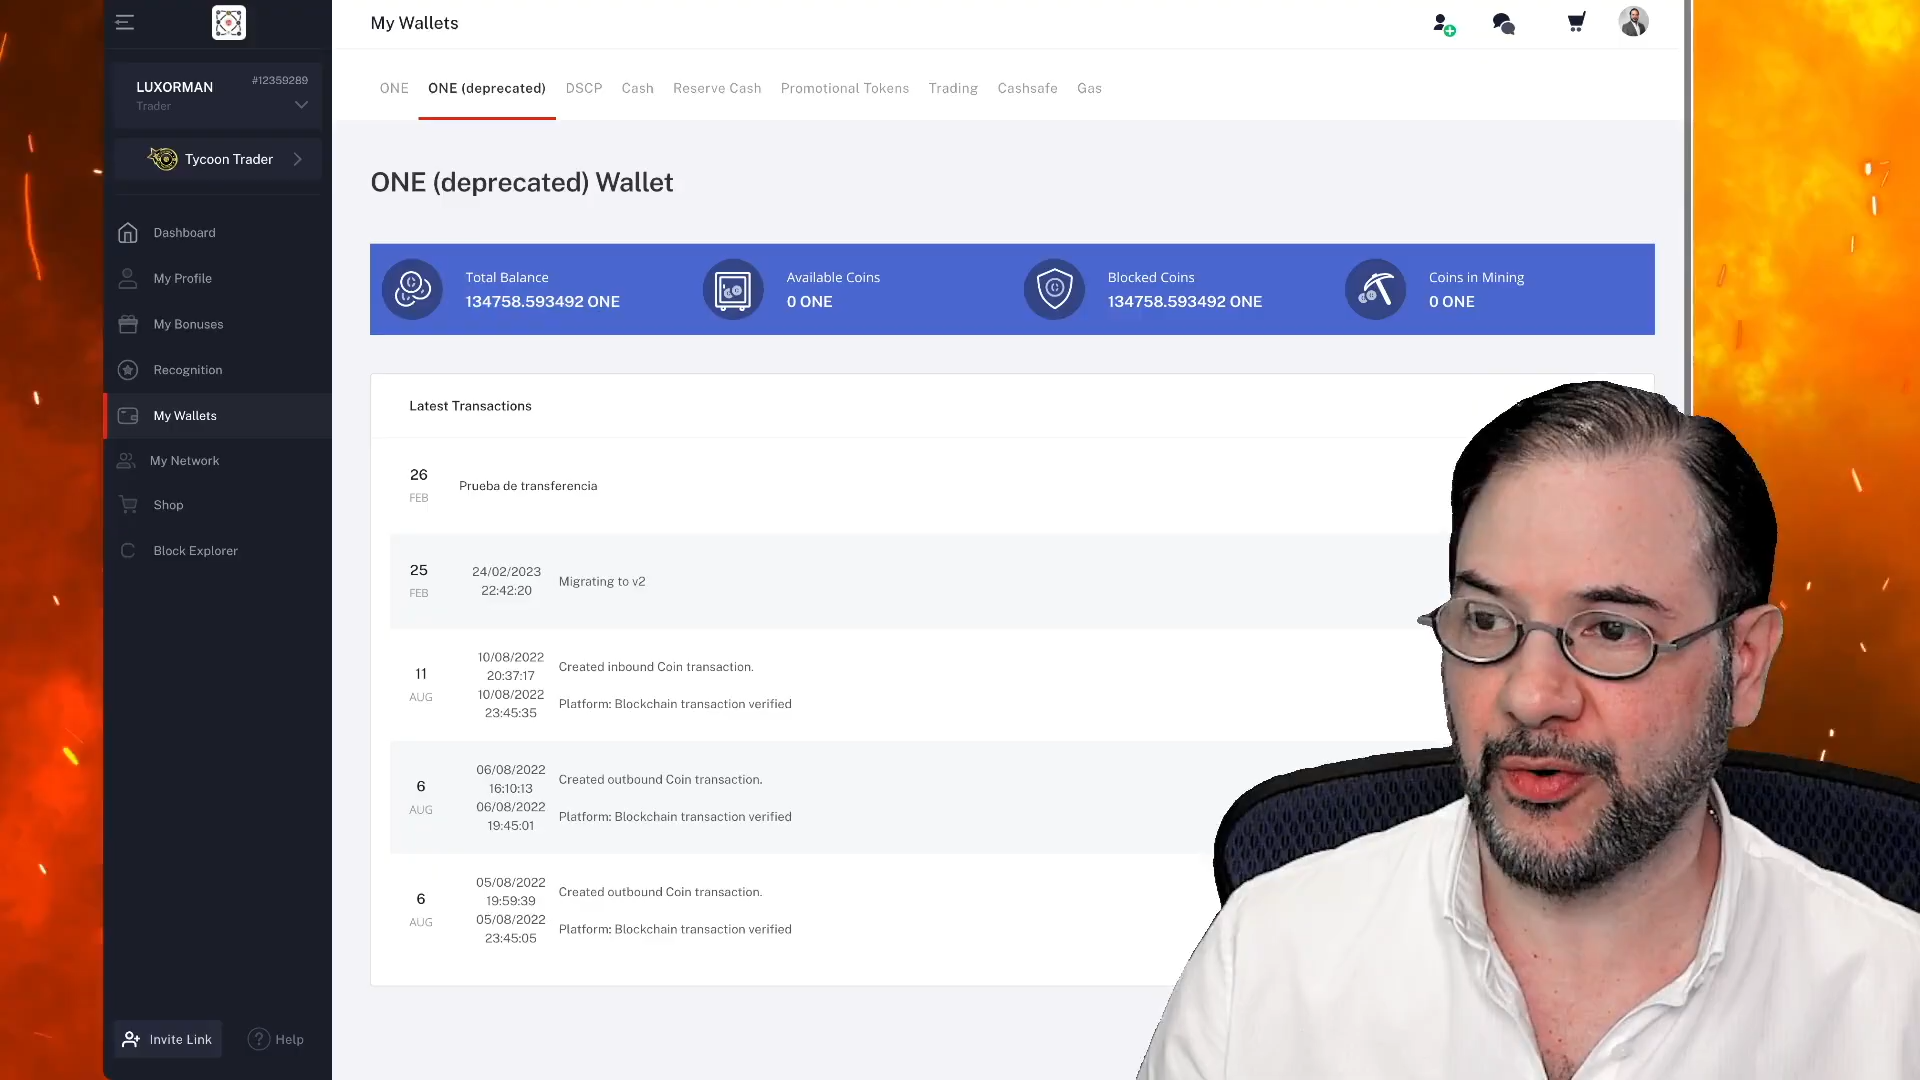 My Wallets
LUXORMAN
#12359289
Trader
Tycoon Trader
Dashboard
My Profile
My Bonuses
Recognition
My Wallets
My Network
Shop
Block Explorer
Invite Link
Help
ONE
ONE (deprecated)
DSCP
Cash
Reserve Cash
Promotional Tokens
Trading
Cashsafe
Gas
ONE (deprecated) Wallet
Total Balance
134758.593492 ONE
Available Coins
0 ONE
Blocked Coins
134758.593492 ONE
Coins in Mining
0 ONE
Latest Transactions
26
FEB
Prueba de transferencia
25
FEB
24/02/2023
22:42:20
Migrating to v2
11
AUG
10/08/2022
20:37:17
Created inbound Coin transaction.
10/08/2022
23:45:35
Platform: Blockchain transaction verified
6
AUG
06/08/2022
16:10:13
Created outbound Coin transaction.
06/08/2022
19:45:01
Platform: Blockchain transaction verified
6
AUG
05/08/2022
19:59:39
Created outbound Coin transaction.
05/08/2022
23:45:05
Platform: Blockchain transaction verified